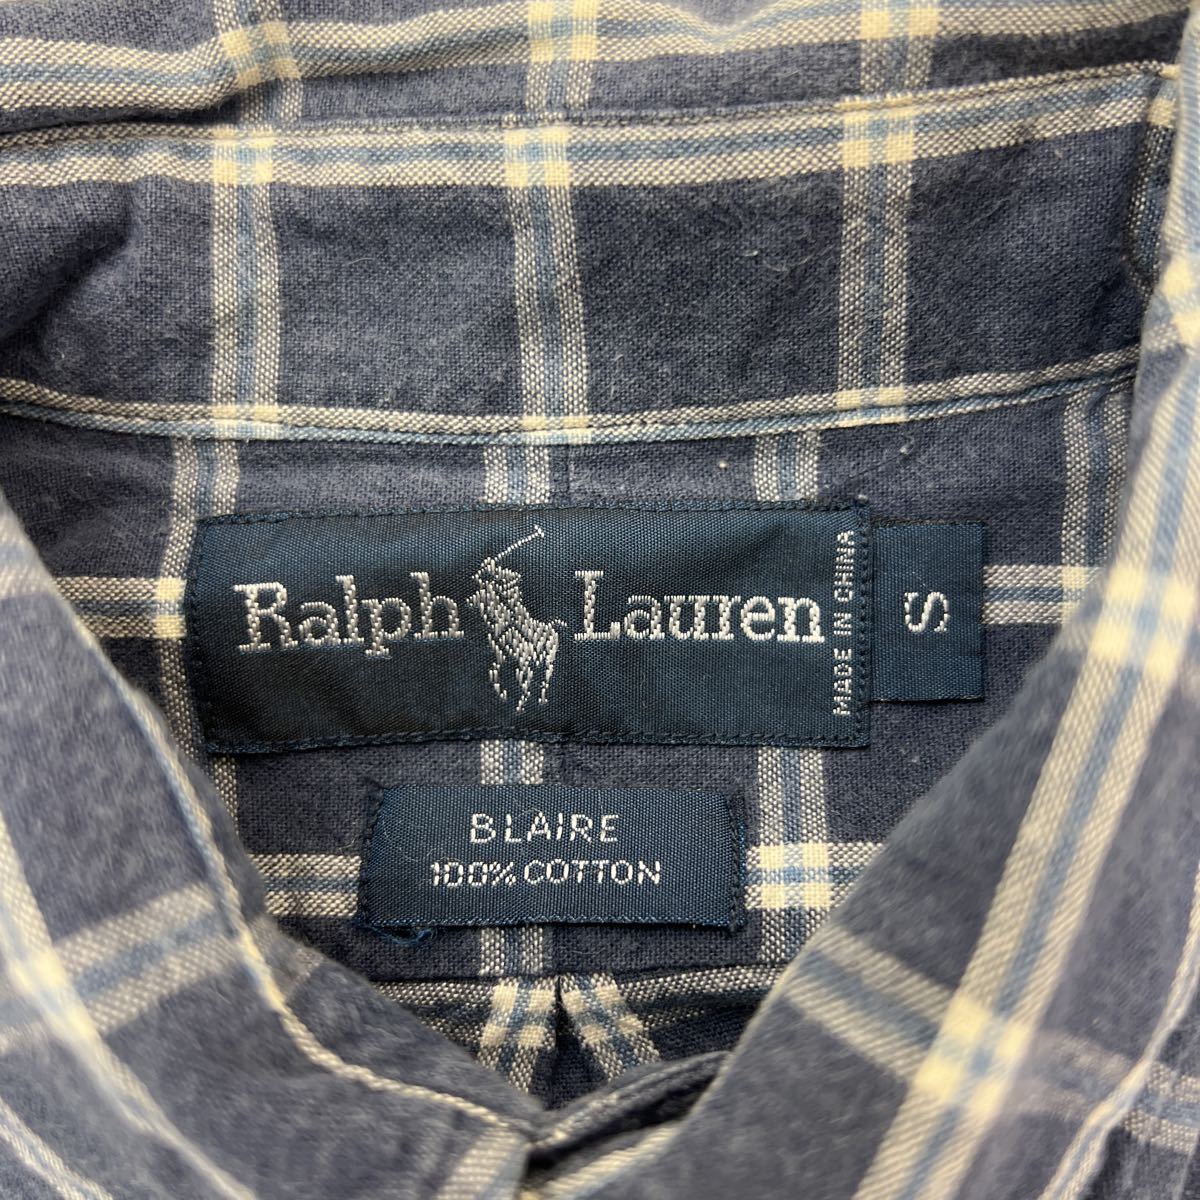 Ralph Lauren
MADE IN CHINA
S
BLAIRE
100% COTTON